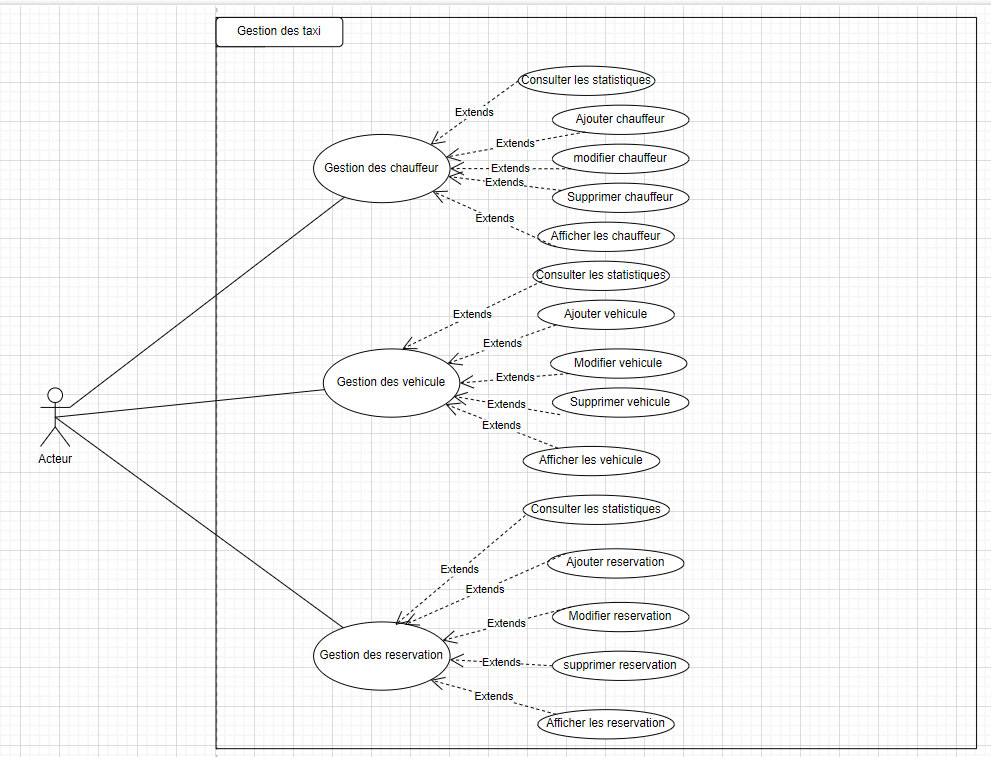 Gestion des taxi
Consulter les statistiques
Extends
Ajouter chauffeur
Extends
modifier chauffeur
Gestion des chauffeur
Extends
Extends
Supprimer chauffeur
Extends
Afficher les chauffeur
Consulter les statistiques
Extends
Ajouter vehicule
Extends
Modifier vehicule
Gestion des vehicule
Extends
Supprimer vehicule
Extends
Extends
Acteur
Afficher les vehicule
Consulter les statistiques
Extends
Ajouter reservation
Extends
Modifier reservation
Extends
Gestion des reservation
Extends
supprimer reservation
Extends
Afficher les reservation